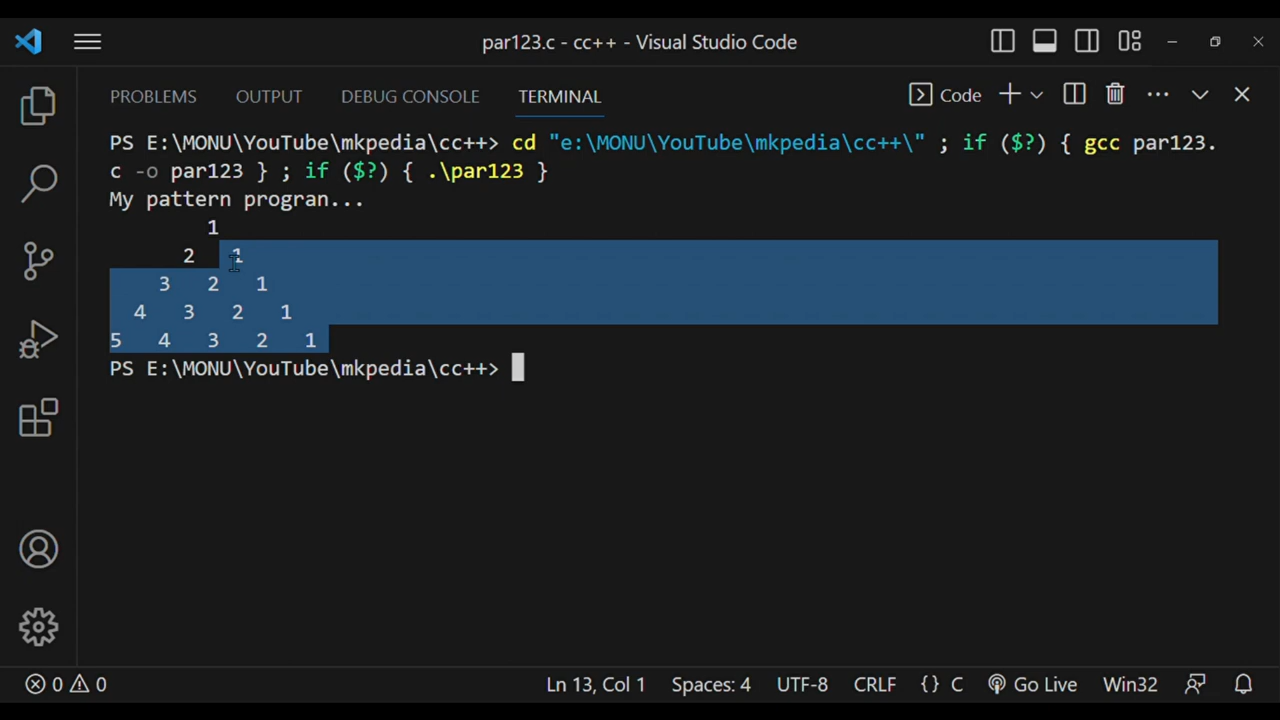 par123.c - cc++ - Visual Studio Code
PROBLEMS OUTPUT DEBUG CONSOLE TERMINAL Code
PS E:\MONU\YouTube\mkpedia\cc++> cd "e:\MONU\YouTube\mkpedia\cc++\" ; if ($?) { gcc par123.
c -o par123 } ; if ($?) { .\par123 }
My pattern progran...
1
2 1
3 2 1
4 3 2 1
5 4 3 2 1
PS E:\MONU\YouTube\mkpedia\cc++>
0 0 Ln 13, Col 1 Spaces: 4 UTF-8 CRLF {} C Go Live Win32